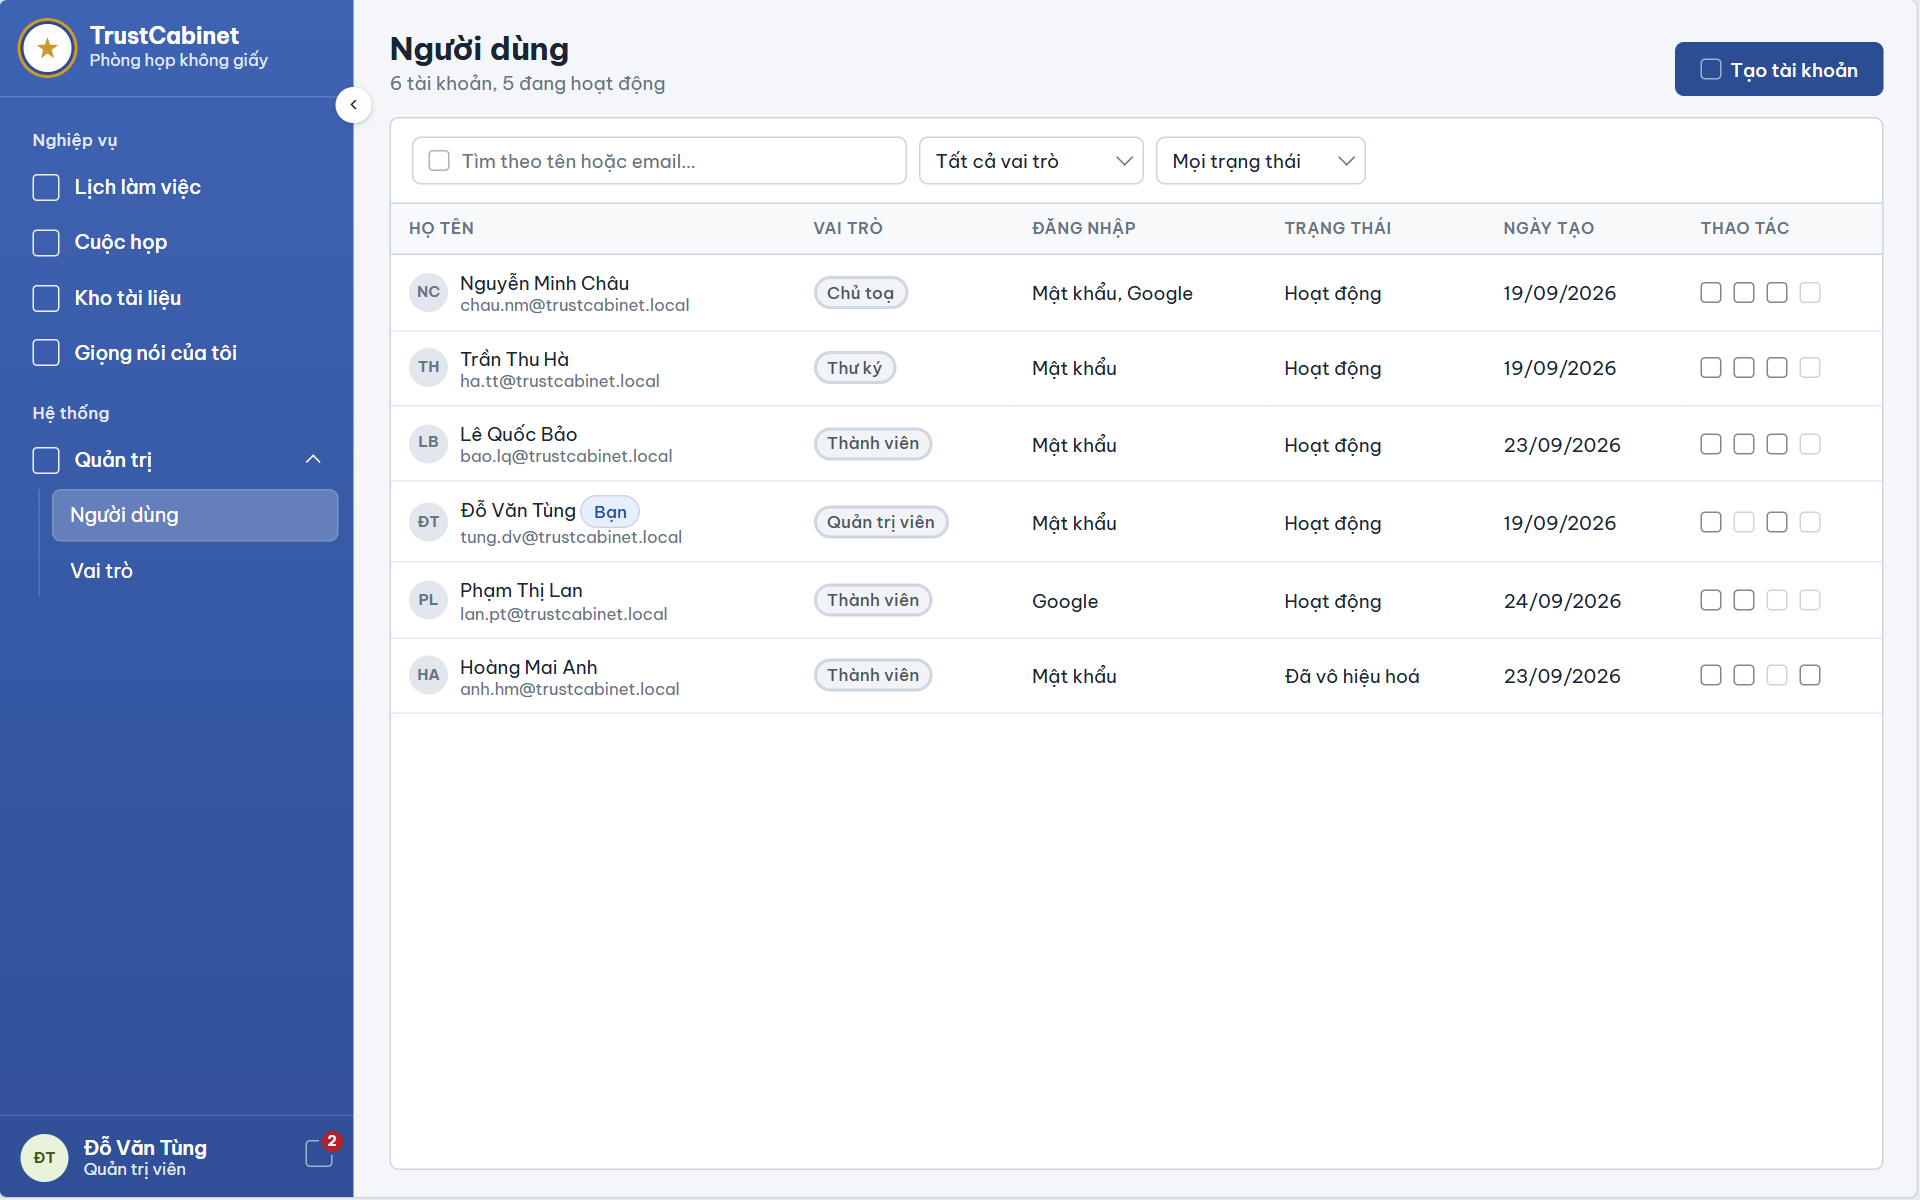 TrustCabinet
Phòng họp không giấy
Nghiệp vụ
Lịch làm việc
Cuộc họp
Kho tài liệu
Giọng nói của tôi
Hệ thống
Quản trị
Người dùng
Vai trò
ĐT
Đỗ Văn Tùng
Quản trị viên
2
Người dùng
6 tài khoản, 5 đang hoạt động
Tạo tài khoản
Tìm theo tên hoặc email...
Tất cả vai trò
Mọi trạng thái
HỌ TÊN VAI TRÒ ĐĂNG NHẬP TRẠNG THÁI NGÀY TẠO THAO TÁC
NC Nguyễn Minh Châu Chủ toạ Mật khẩu, Google Hoạt động 19/09/2026
chau.nm@trustcabinet.local
TH Trần Thu Hà Thư ký Mật khẩu Hoạt động 19/09/2026
ha.tt@trustcabinet.local
LB Lê Quốc Bảo Thành viên Mật khẩu Hoạt động 23/09/2026
bao.lq@trustcabinet.local
ĐT Đỗ Văn Tùng Bạn Quản trị viên Mật khẩu Hoạt động 19/09/2026
tung.dv@trustcabinet.local
PL Phạm Thị Lan Thành viên Google Hoạt động 24/09/2026
lan.pt@trustcabinet.local
HA Hoàng Mai Anh Thành viên Mật khẩu Đã vô hiệu hoá 23/09/2026
anh.hm@trustcabinet.local